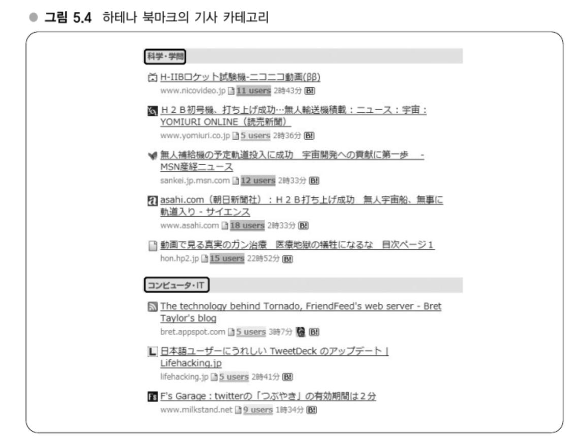 그림 5.4 하테나 북마크의 기사 카테고리
科学・学問
H-IIBロケット試験機‐ニコニコ動画(ββ)
www.nicovideo.jp 11 users 2時43分 B!
H２B初号機、打ち上げ成功…無人輸送機積載：ニュース：宇宙：
YOMIURI ONLINE（読売新聞）
www.yomiuri.co.jp 5 users 2時36分 B!
無人補給機の予定軌道投入に成功　宇宙開発への貢献に第一歩　-
MSN産経ニュース
sankei.jp.msn.com 12 users 2時33分 B!
asahi.com（朝日新聞社）：H２B打ち上げ成功　無人宇宙船、無事に
軌道入り - サイエンス
www.asahi.com 18 users 2時33分 B!
動画で見る真実のガン治療　医療地獄の犠牲になるな　目次ページ１
hon.hp2.jp 15 users 22時52分 B!
コンピュータ・IT
The technology behind Tornado, FriendFeed's web server - Bret
Taylor's blog
bret.appspot.com 5 users 3時7分 B!
日本語ユーザーにうれしい TweetDeck のアップデート |
Lifehacking.jp
lifehacking.jp 5 users 2時41分 B!
F's Garage : twitterの「つぶやき」の有効期間は２分
www.milkstand.net 9 users 1時34分 B!